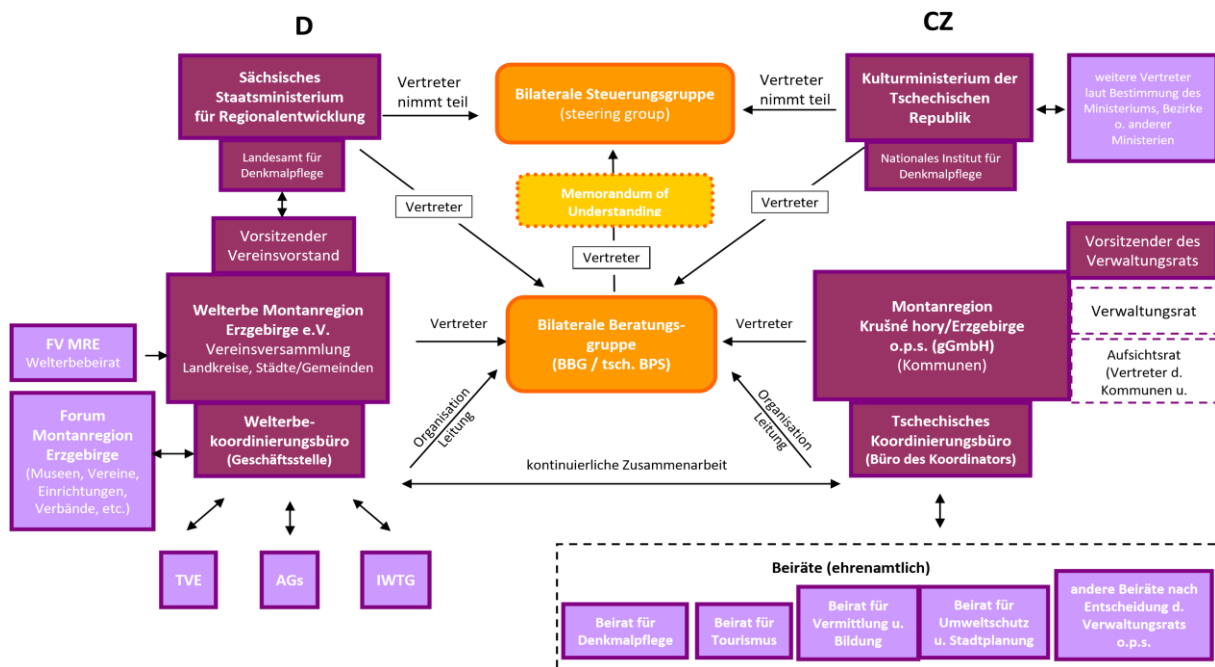 D
CZ
Sächsisches
Staatsministerium
für Regionalentwicklung
Landesamt für
Denkmalpflege
Vertreter
nimmt teil
Bilaterale Steuerungsgruppe
(steering group)
Vertreter
nimmt teil
Kulturministerium der
Tschechischen
Republik
Nationales Institut für
Denkmalpflege
weitere Vertreter
laut Bestimmung des
Ministeriums, Bezirke
o. anderer
Ministerien
Vertreter
Memorandum of
Understanding
Vertreter
Vertreter
Vorsitzender
Vereinsvorstand
Welterbe Montanregion
Erzgebirge e.V.
Vereinsversammlung
Landkreise, Städte/Gemeinden
FV MRE
Welterbebeirat
Forum
Montanregion
Erzgebirge
(Museen, Vereine,
Einrichtungen,
Verbände, etc.)
Welterbe-
koordinierungsbüro
(Geschäftsstelle)
Vertreter
Bilaterale Beratungs-
gruppe
(BBG / tsch. BPS)
Vertreter
Organisation
Leitung
Organisation
Leitung
kontinuierliche Zusammenarbeit
Vorsitzender des
Verwaltungsrats
Montanregion
Krušné hory/Erzgebirge
o.p.s. (gGmbH)
(Kommunen)
Verwaltungsrat
Aufsichtsrat
(Vertreter d.
Kommunen u.
Tschechisches
Koordinierungsbüro
(Büro des Koordinators)
TVE
AGs
IWTG
Beiräte (ehrenamtlich)
Beirat für
Denkmalpflege
Beirat für
Tourismus
Beirat für
Vermittlung u.
Bildung
Beirat für
Umweltschutz
u. Stadtplanung
andere Beiräte nach
Entscheidung d.
Verwaltungsrats
o.p.s.